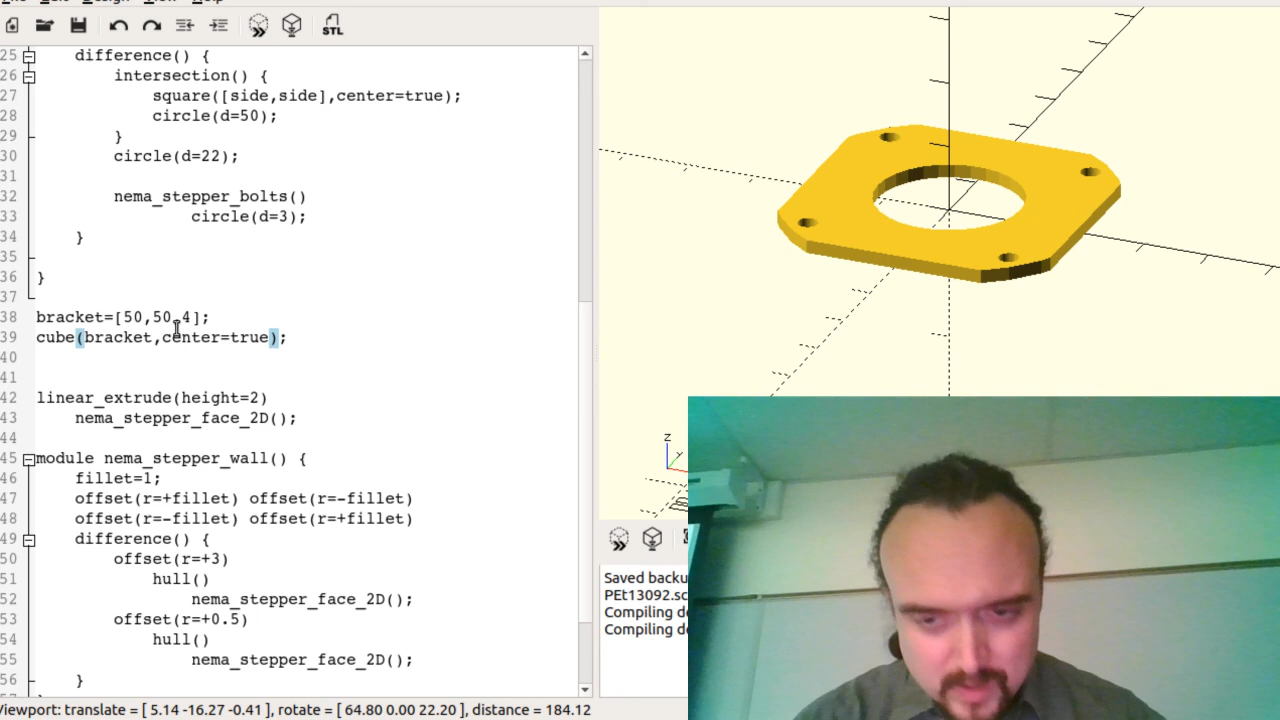 STL
25 difference() {
26 intersection() {
27 square([side,side],center=true);
28 circle(d=50);
29 }
30 circle(d=22);
31
32 nema_stepper_bolts()
33 circle(d=3);
34 }
35
36 }
37
38 bracket=[50,50,4];
39 cube(bracket,center=true);
40
41
42 linear_extrude(height=2)
43 nema_stepper_face_2D();
44
45 module nema_stepper_wall() {
46 fillet=1;
47 offset(r=+fillet) offset(r=-fillet)
48 offset(r=-fillet) offset(r=+fillet)
49 difference() {
50 offset(r=+3)
51 hull()
52 nema_stepper_face_2D();
53 offset(r=+0.5)
54 hull()
55 nema_stepper_face_2D();
56 }
z
Saved backu
PEt13092.sc
Compiling de
Compiling de
Viewport: translate = [ 5.14 -16.27 -0.41 ], rotate = [ 64.80 0.00 22.20 ], distance = 184.12